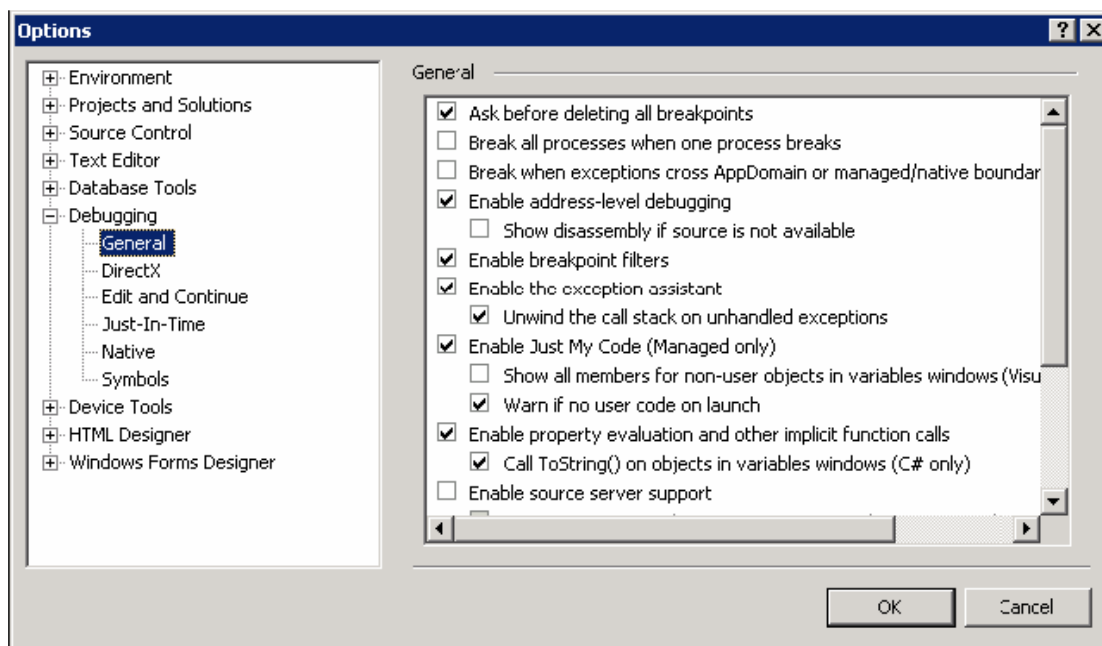 Options
Environment
Projects and Solutions
Source Control
Text Editor
Database Tools
Debugging
General
DirectX
Edit and Continue
Just-In-Time
Native
Symbols
Device Tools
HTML Designer
Windows Forms Designer
General
Ask before deleting all breakpoints
Break all processes when one process breaks
Break when exceptions cross AppDomain or managed/native boundar
Enable address-level debugging
Show disassembly if source is not available
Enable breakpoint filters
Enable the exception assistant
Unwind the call stack on unhandled exceptions
Enable Just My Code (Managed only)
Show all members for non-user objects in variables windows (Visu
Warn if no user code on launch
Enable property evaluation and other implicit function calls
Call ToString() on objects in variables windows (C# only)
Enable source server support
OK
Cancel